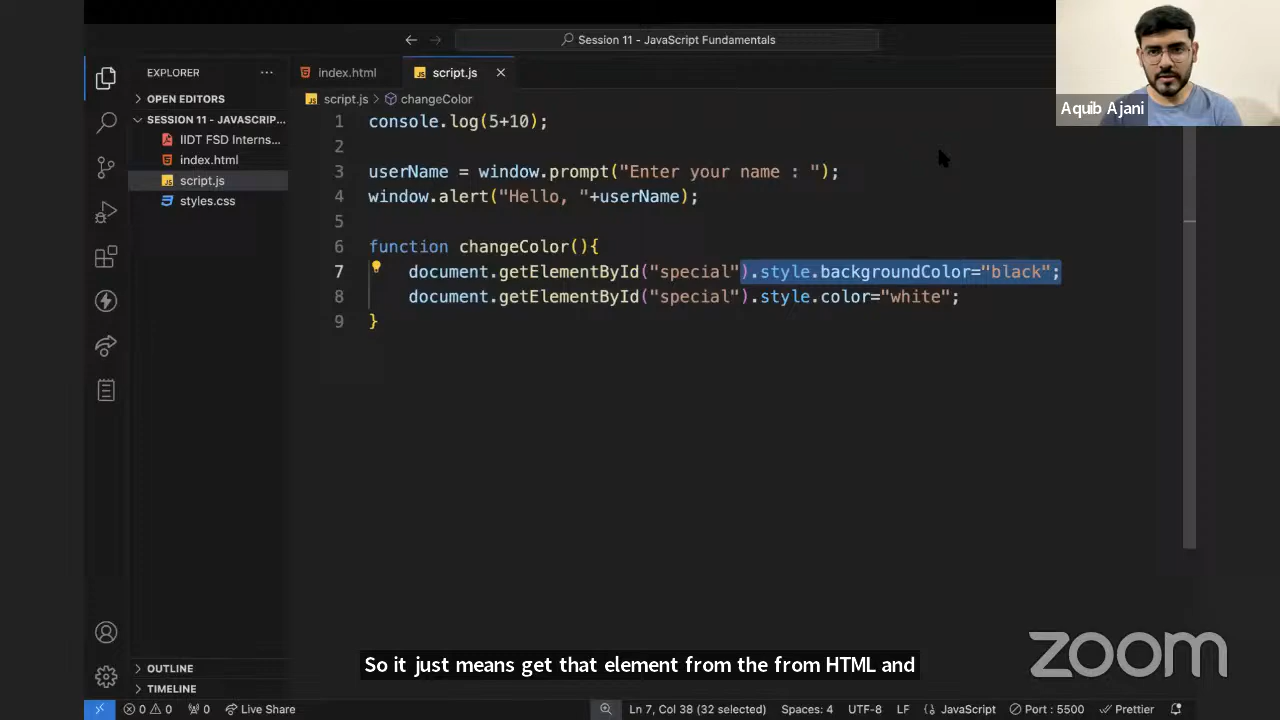 Session 11 - JavaScript Fundamentals
Aquib Ajani
EXPLORER
index.html
script.js
OPEN EDITORS
SESSION 11 - JAVASCRIP...
IIDT FSD Interns...
index.html
script.js
styles.css
script.js > changeColor
1 console.log(5+10);
2
3 userName = window.prompt("Enter your name : ");
4 window.alert("Hello, "+userName);
5
6 function changeColor(){
7 document.getElementById("special").style.backgroundColor="black";
8 document.getElementById("special").style.color="white";
9 }
OUTLINE
TIMELINE
So it just means get that element from the from HTML and
zoom
0 0 0 Live Share Ln 7, Col 38 (32 selected) Spaces: 4 UTF-8 LF {} JavaScript Port : 5500 Prettier